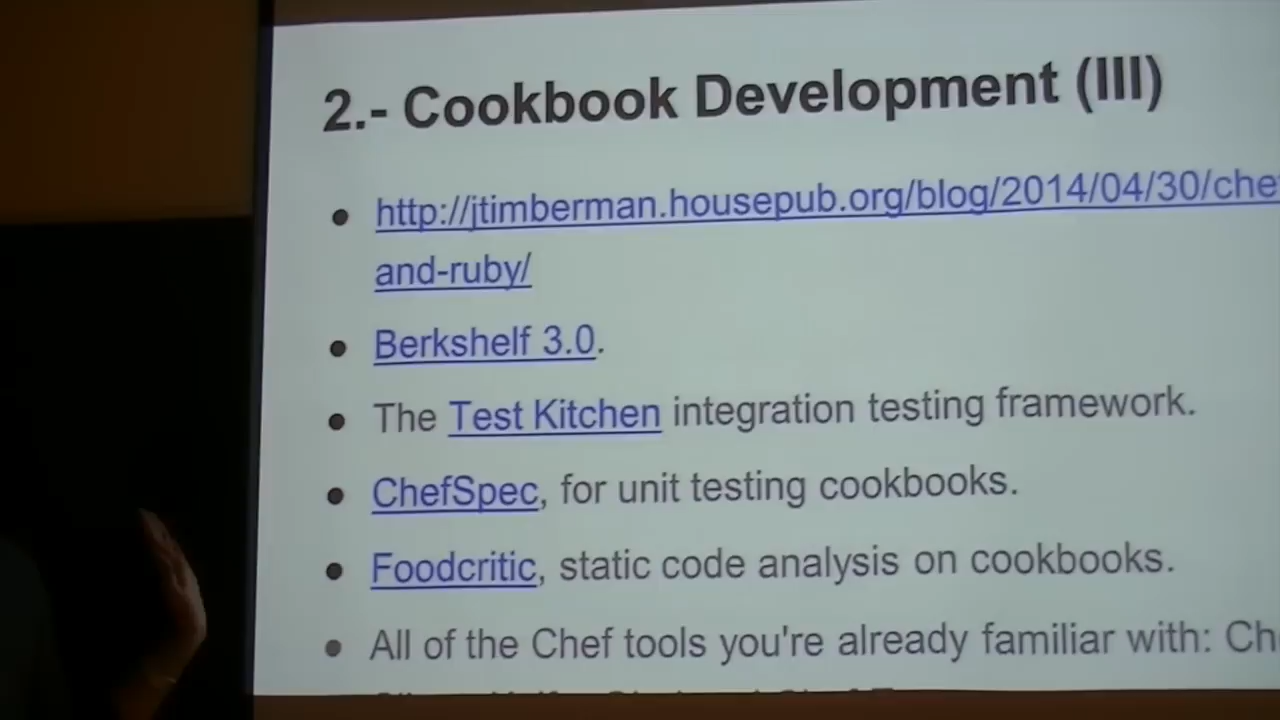 2.- Cookbook Development (III)
http://jtimberman.housepub.org/blog/2014/04/30/che
and-ruby/
Berkshelf 3.0.
The Test Kitchen integration testing framework.
ChefSpec, for unit testing cookbooks.
Foodcritic, static code analysis on cookbooks.
All of the Chef tools you're already familiar with: Ch